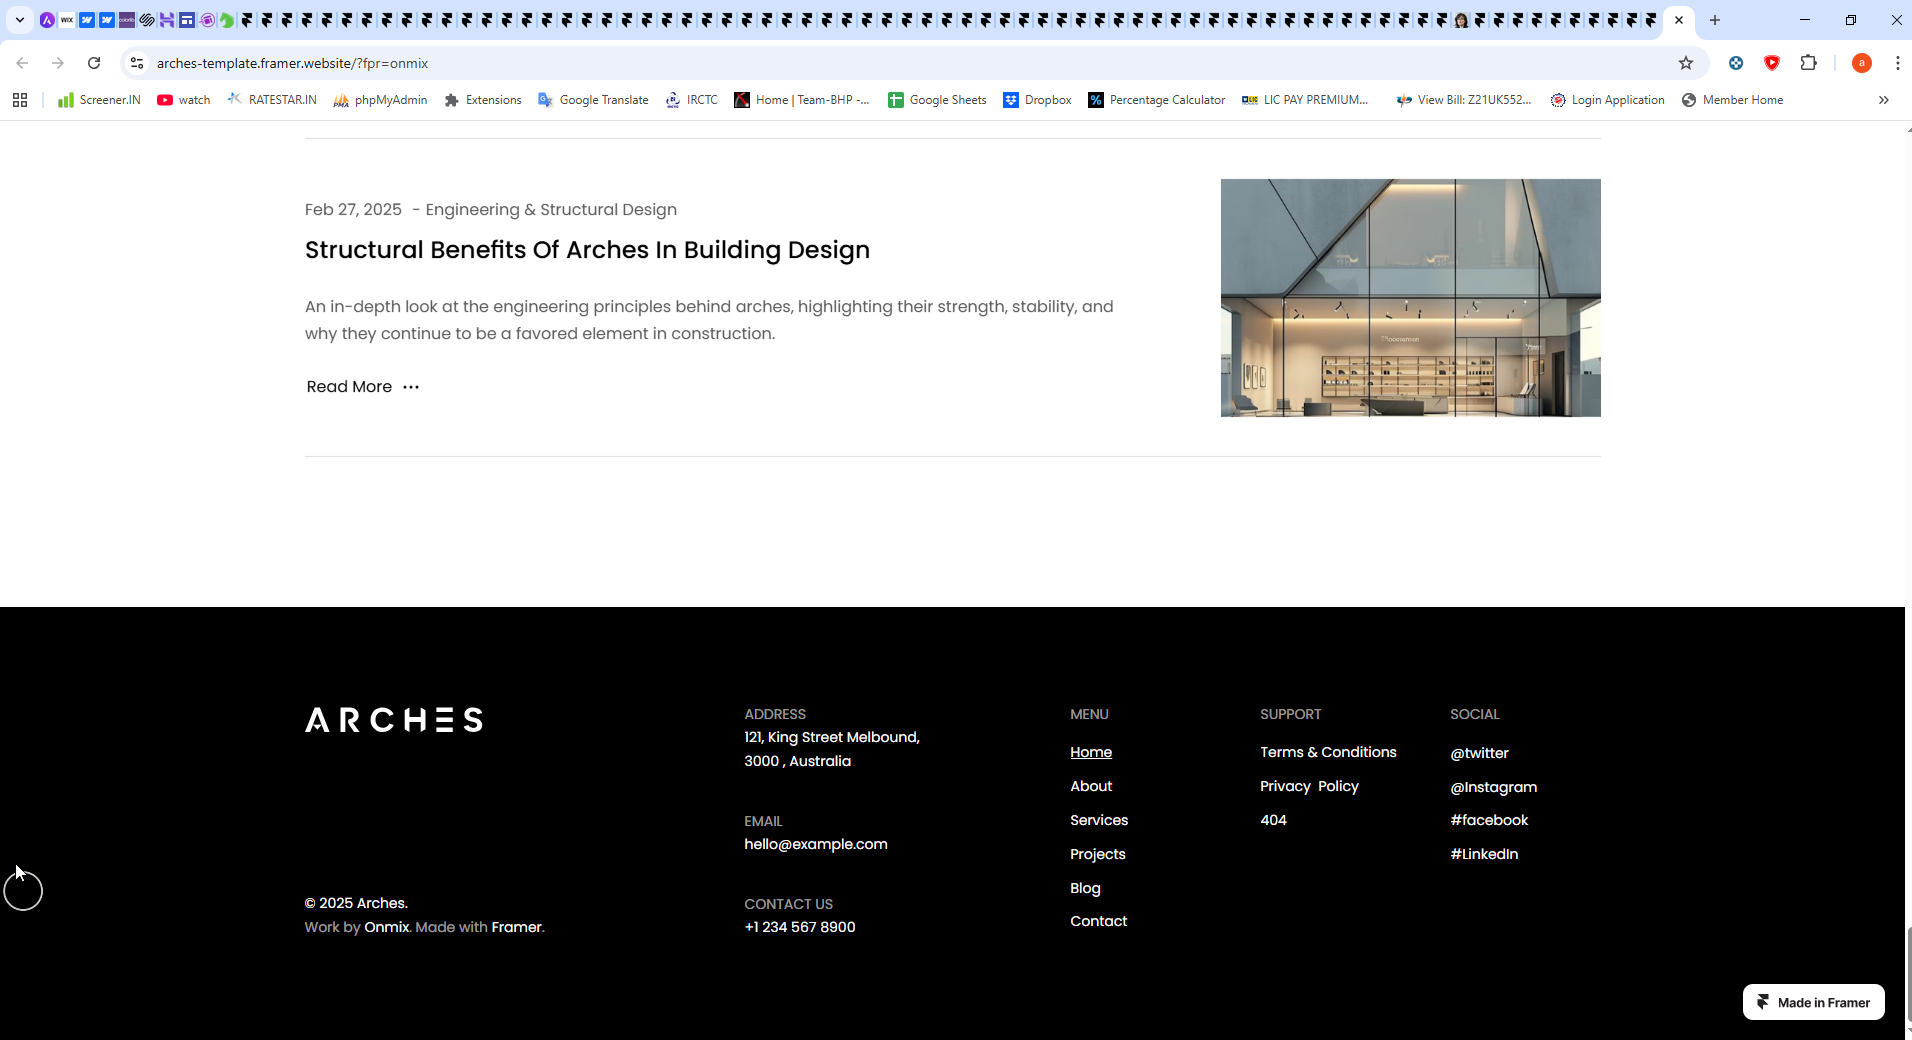 WIX
arches-template.framer.website/?fpr=onmix
a
Screener.IN
watch
RATESTAR.IN
phpMyAdmin
Extensions
Google Translate
IRCTC
Home | Team-BHP -...
Google Sheets
Dropbox
Percentage Calculator
LIC PAY PREMIUM...
View Bill: Z21UK552...
Login Application
Member Home
Feb 27, 2025 - Engineering & Structural Design
Structural Benefits Of Arches In Building Design
An in-depth look at the engineering principles behind arches, highlighting their strength, stability, and
why they continue to be a favored element in construction.
Read More
ARCHES
© 2025 Arches.
Work by Onmix. Made with Framer.
ADDRESS
121, King Street Melbound,
3000 , Australia
EMAIL
hello@example.com
CONTACT US
+1 234 567 8900
MENU
Home
About
Services
Projects
Blog
Contact
SUPPORT
Terms & Conditions
Privacy Policy
404
SOCIAL
@twitter
@Instagram
#facebook
#LinkedIn
Made in Framer